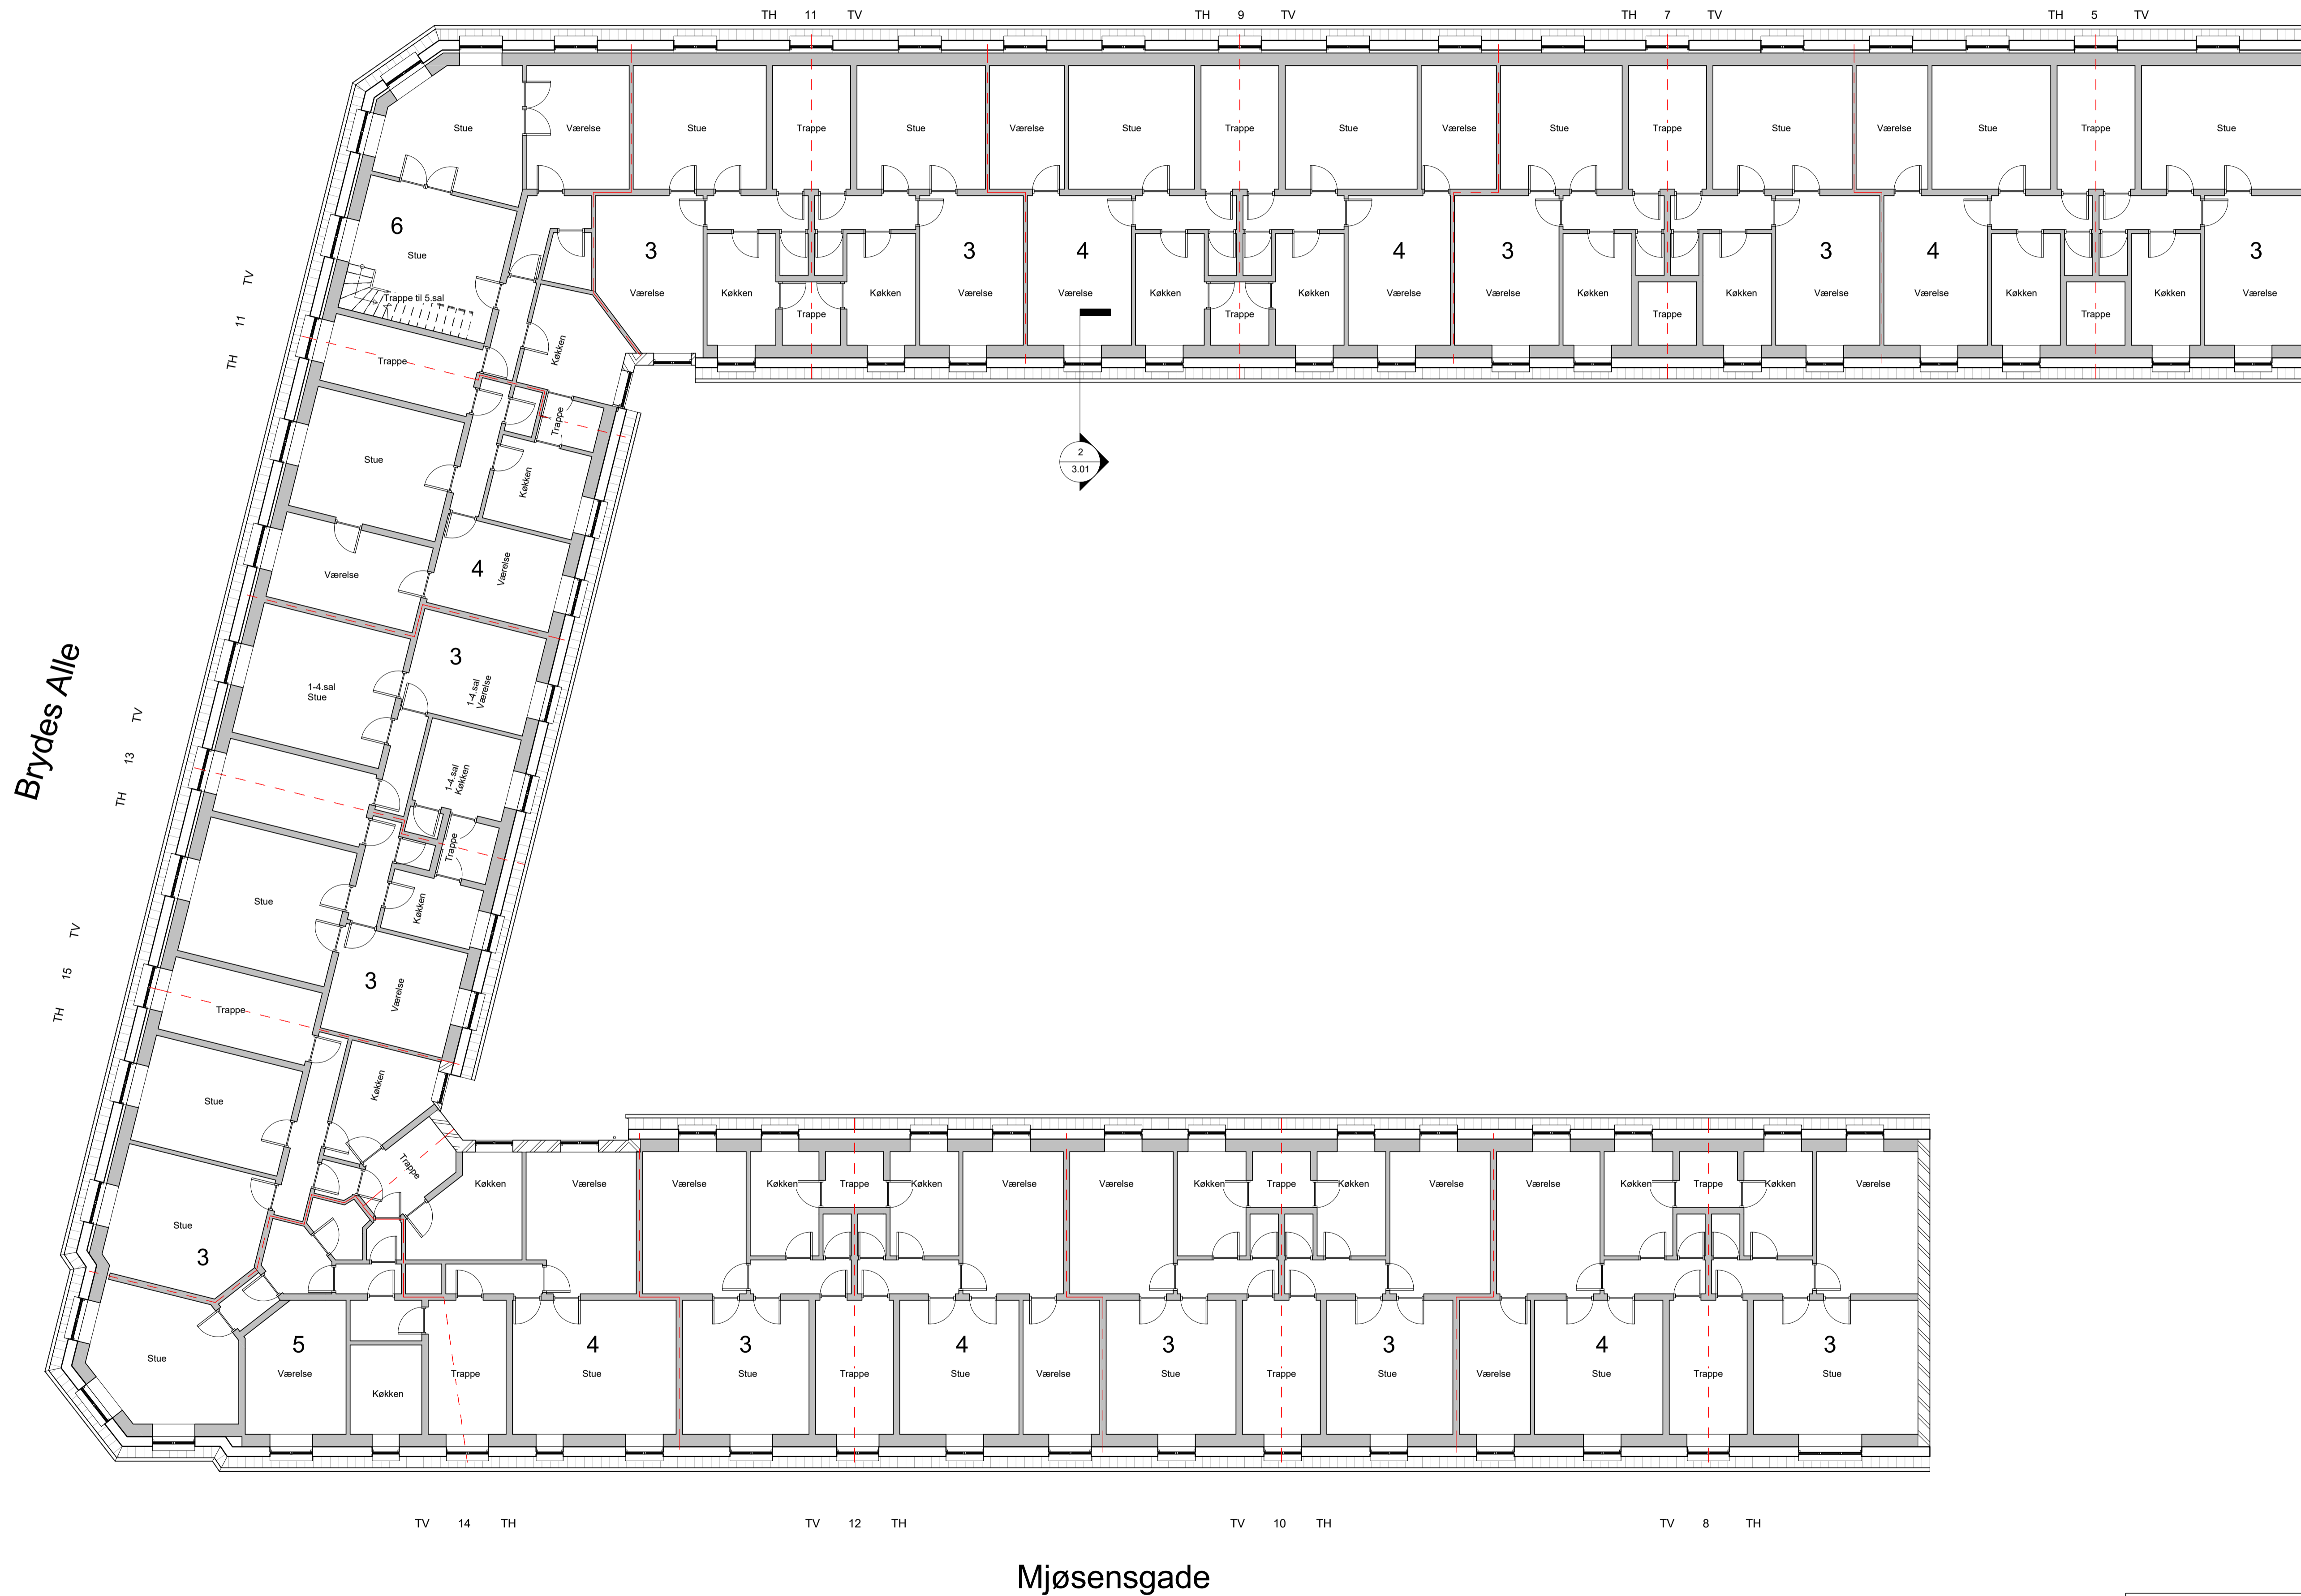 TH 11 TV TH 9 TV TH 7 TV TH 5 TV
Stue Værelse Stue Trappe Stue Værelse Stue Trappe Stue Værelse Stue Trappe Stue Værelse Stue Trappe Stue
6
Stue
3 3 4 4 3 3 4 3
Værelse Køkken Køkken Værelse Værelse Køkken Køkken Værelse Værelse Køkken Køkken Værelse Værelse Køkken Køkken Værelse
Trappe til 5.sal
Trappe Trappe Trappe Trappe
TH 11 TV
Trappe
Køkken
Trappe
Stue
Køkken
2
3.01
Værelse
4
Værelse
Brydes Alle
3
1-4.sal
Stue
1-4.sal
Værelse
TH 13 TV
1-4.sal
Køkken
Trappe
Stue
Køkken
TH 15 TV
3
Værelse
Trappe
Køkken
Stue
Trappe
Køkken Værelse Værelse Køkken Trappe Køkken Værelse Værelse Køkken Trappe Køkken Værelse Værelse Køkken Trappe Køkken Værelse
Stue
3
5 4 3 4 3 3 4 3
Stue
Værelse Trappe Stue Stue Trappe Stue Værelse Stue Trappe Stue Værelse Stue Trappe Stue
Køkken
TV 14 TH TV 12 TH TV 10 TH TV 8 TH
Mjøsensgade